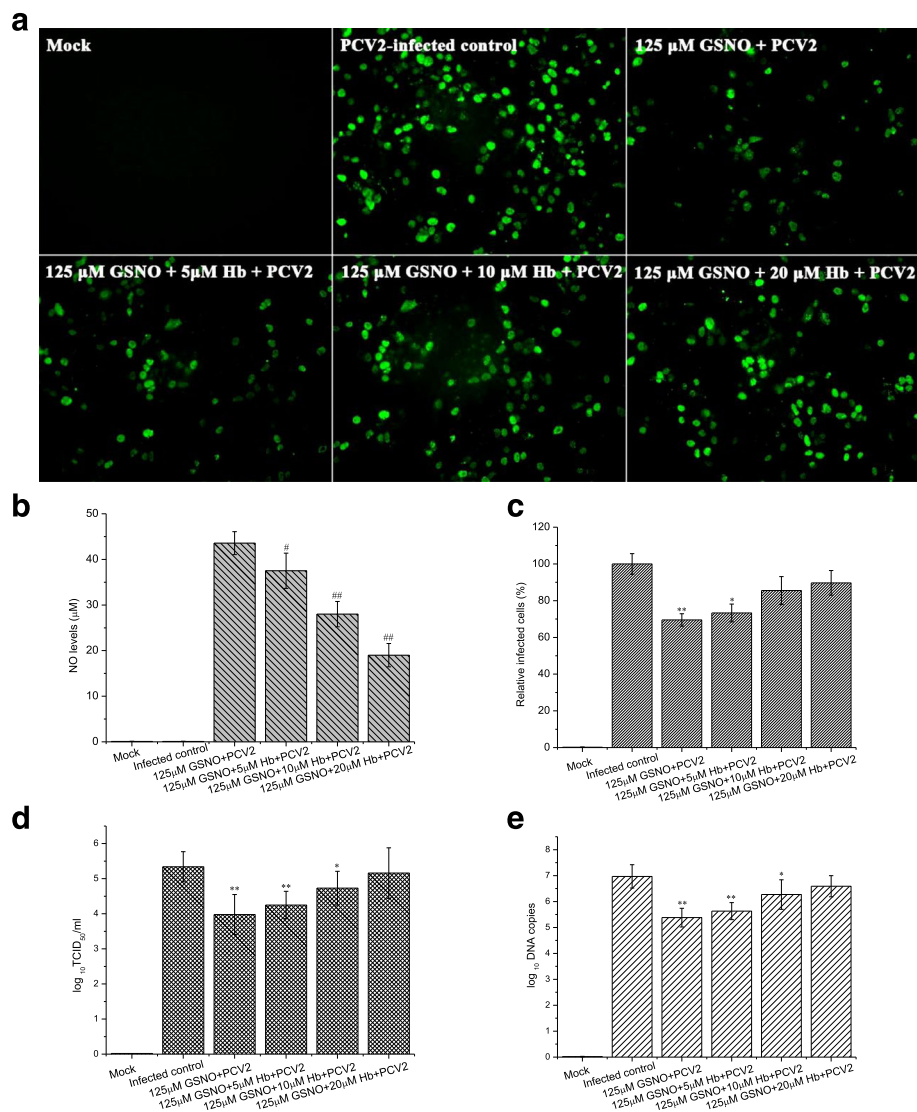 a
Mock
PCV2-infected control
125 μM GSNO + PCV2
125 μM GSNO + 5μM Hb + PCV2
125 μM GSNO + 10 μM Hb + PCV2
125 μM GSNO + 20 μM Hb + PCV2
b
50
40
30
20
10
0
NO levels (μM)
#
##
##
Mock
Infected control
125μM GSNO+PCV2
125μM GSNO+5μM Hb+PCV2
125μM GSNO+10μM Hb+PCV2
125μM GSNO+20μM Hb+PCV2
c
120
100
80
60
40
20
0
Relative infected cells (%)
**
*
Mock
Infected control
125μM GSNO+PCV2
125μM GSNO+5μM Hb+PCV2
125μM GSNO+10μM Hb+PCV2
125μM GSNO+20μM Hb+PCV2
d
6
5
4
3
2
1
0
log 10 TCID50/ml
**
**
*
Mock
Infected control
125μM GSNO+PCV2
125μM GSNO+5μM Hb+PCV2
125μM GSNO+10μM Hb+PCV2
125μM GSNO+20μM Hb+PCV2
e
8
7
6
5
4
3
2
1
0
log 10 DNA copies
**
**
*
Mock
Infected control
125μM GSNO+PCV2
125μM GSNO+5μM Hb+PCV2
125μM GSNO+10μM Hb+PCV2
125μM GSNO+20μM Hb+PCV2